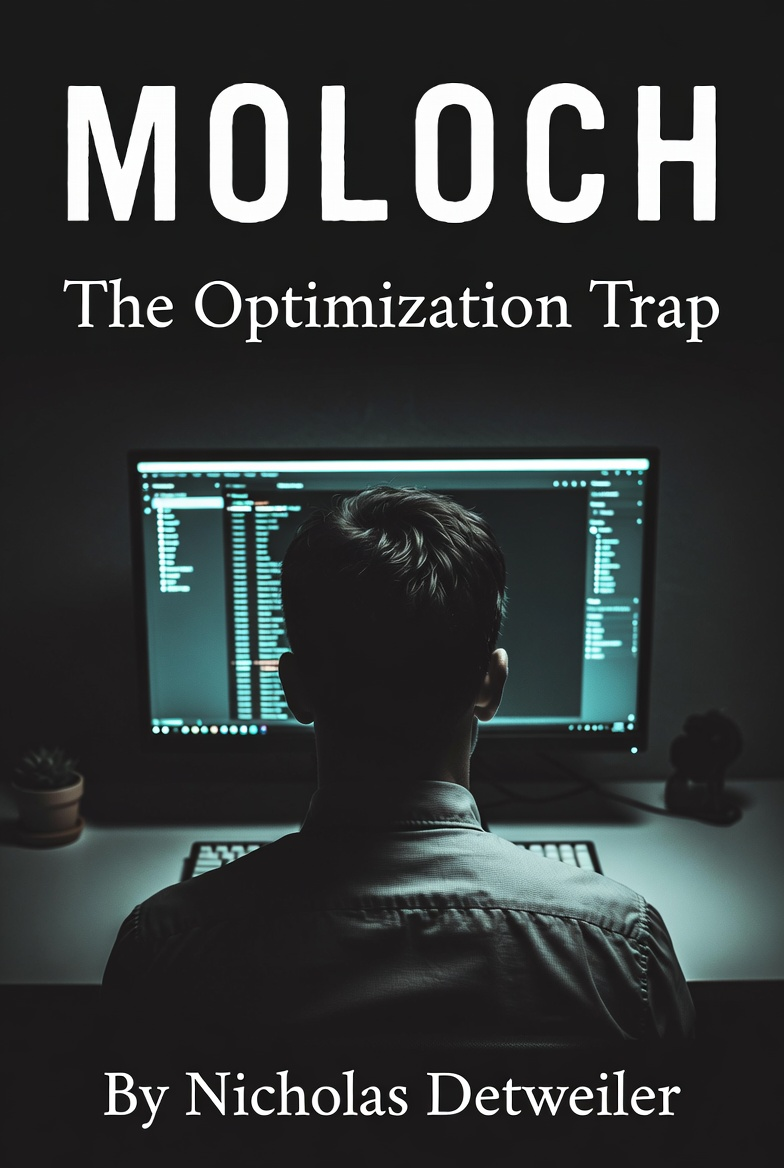 MOLOCH
The Optimization Trap
By Nicholas Detweiler